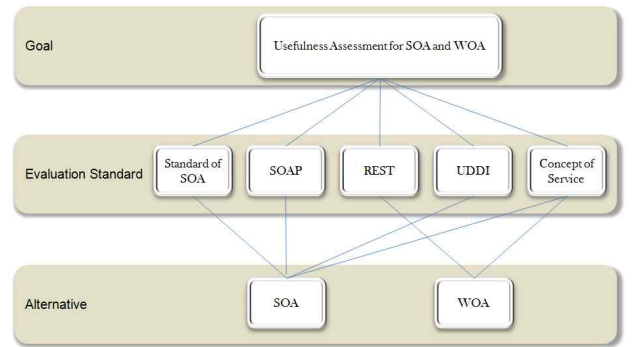 Goal
Usefulness Assessment for SOA and WOA
Evaluation Standard
Standard of
SOA
SOAP
REST
UDDI
Concept of
Service
Alternative
SOA
WOA